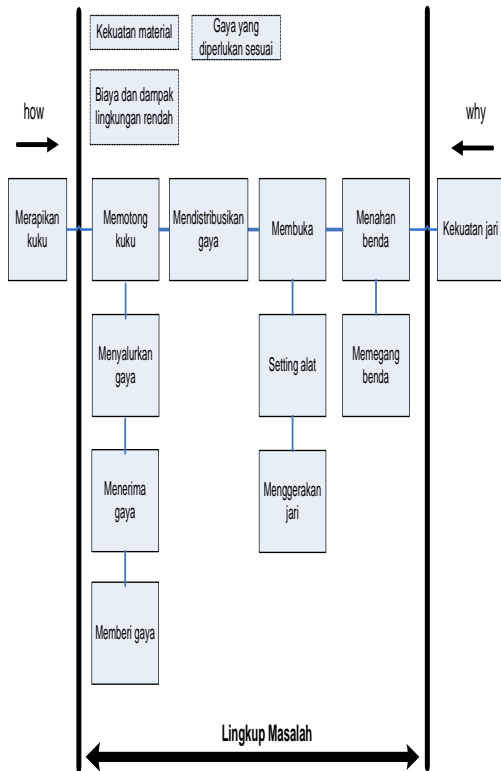 Kekuatan material
Gaya yang
diperlukan sesuai
Biaya dan dampak
lingkungan rendah
how
why
Merapikan
kuku
Memotong
kuku
Mendistribusikan
gaya
Membuka
Menahan
benda
Kekuatan jari
Menyalurkan
gaya
Setting alat
Memegang
benda
Menerima
gaya
Menggerakan
jari
Memberi gaya
Lingkup Masalah